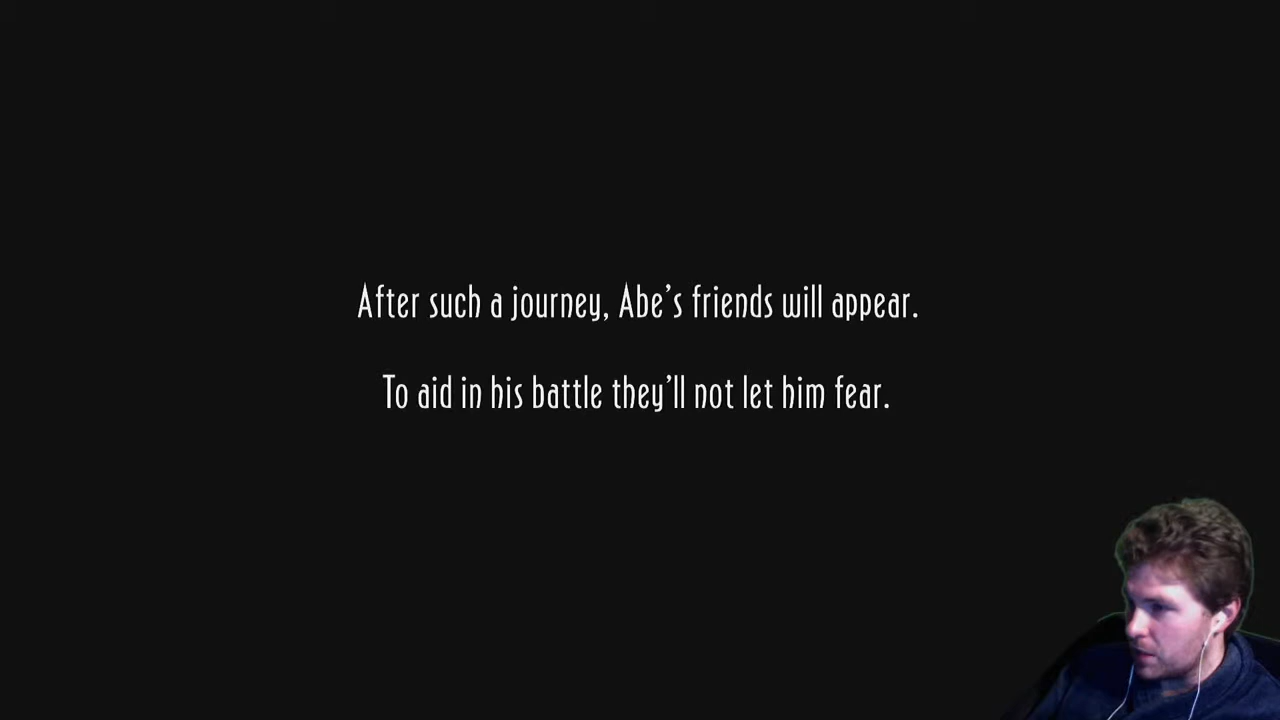 After such a journey, Abe's friends will appear.
To aid in his battle they'll not let him fear.